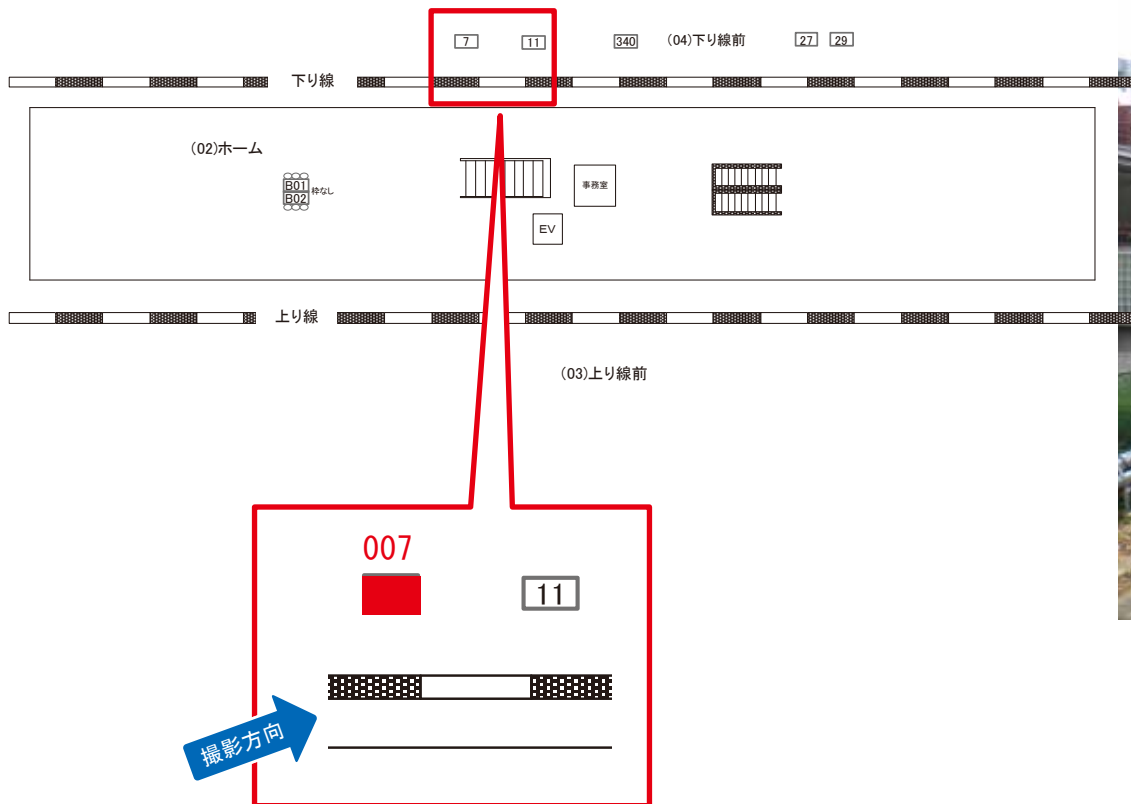 7
11
340
(04)下り線前
27
29
下り線
(02)ホーム
B01
B02
枠なし
事務室
EV
上り線
(03)上り線前
007
11
撮影方向